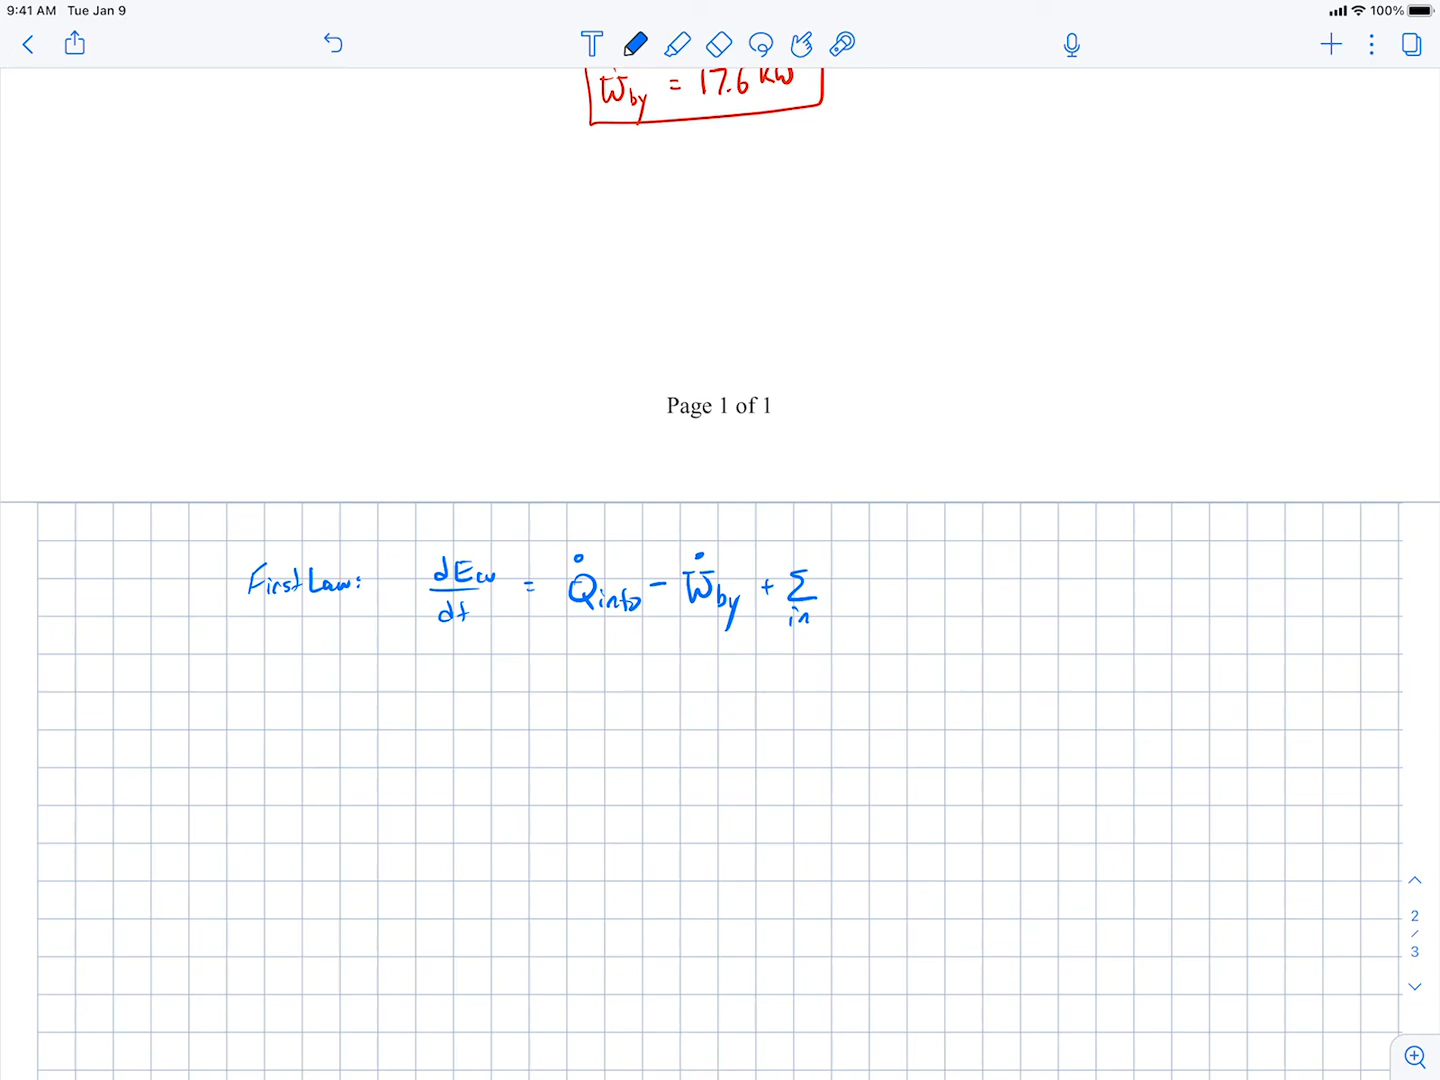 9:41 AM Tue Jan 9
100%
Ẇby = 17.6 kW
Page 1 of 1
First Law: dEcv/dt = Q̇into − Ẇby + Σin
2
/
3